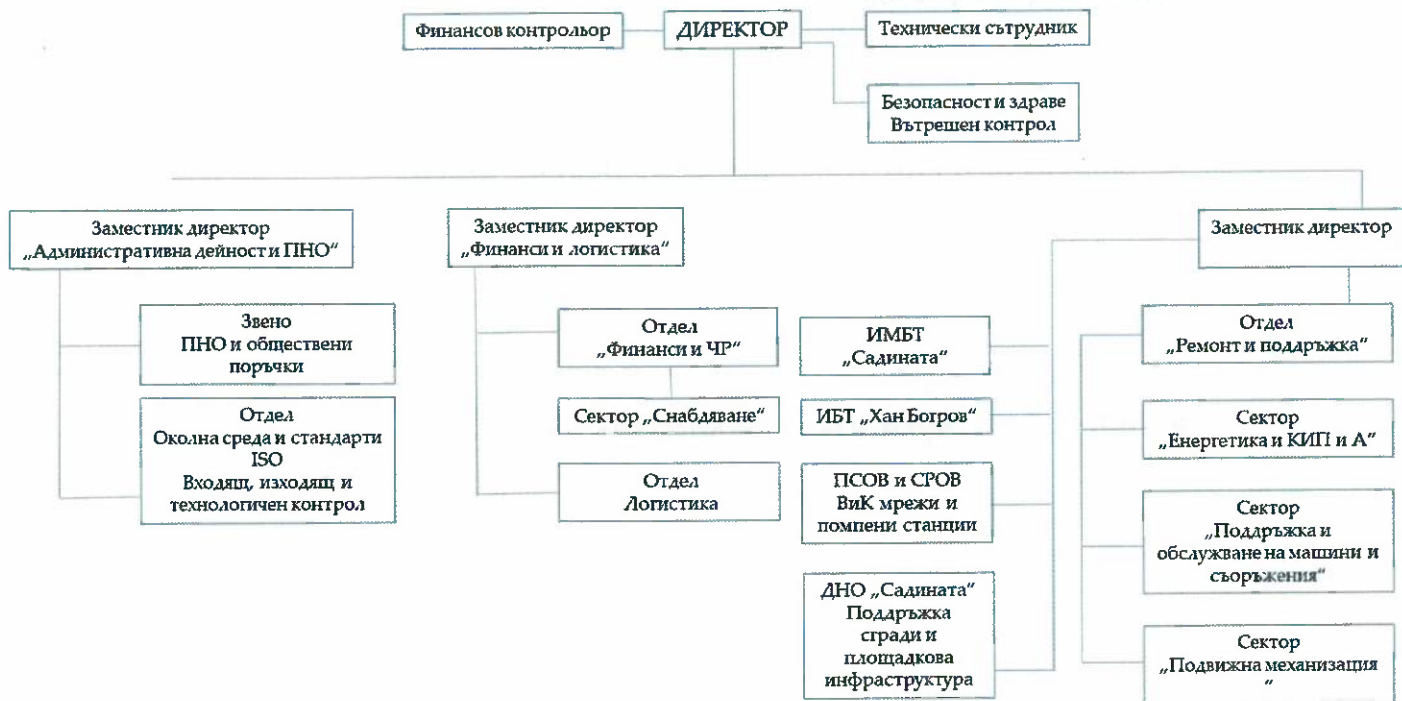 Финансов контрольор
ДИРЕКТОР
Технически сътрудник
Безопасност и здраве
Вътрешен контрол
Заместник директор
„Административна дейност и ПНО“
Заместник директор
„Финанси и логистика“
Заместник директор
Звено
ПНО и обществени
поръчки
Отдел
Околна среда и стандарти
ISO
Входящ, изходящ и
технологичен контрол
Отдел
„Финанси и ЧР“
Сектор „Снабдяване“
Отдел
Логистика
ИМБТ
„Садината“
ИБТ „Хан Богров“
ПСОВ и СРОВ
ВиК мрежи и
помпени станции
ДНО „Садината“
Поддръжка
сгради и
площадкова
инфраструктура
Отдел
„Ремонт и поддръжка“
Сектор
„Енергетика и КИП и А“
Сектор
„Поддръжка и
обслужване на машини и
съоръжения“
Сектор
„Подвижна механизация
“